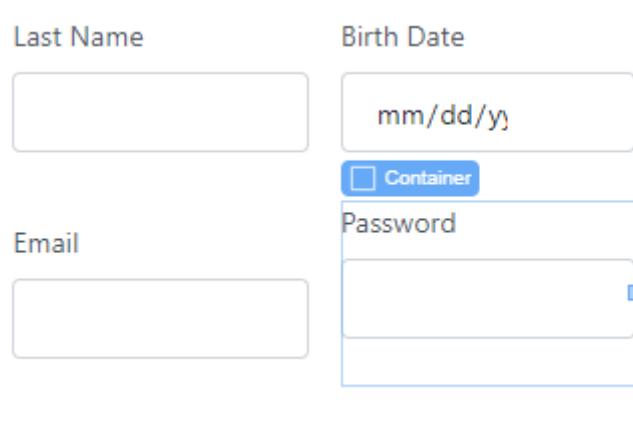 Last Name
Birth Date
mm/dd/yy
Container
Email
Password